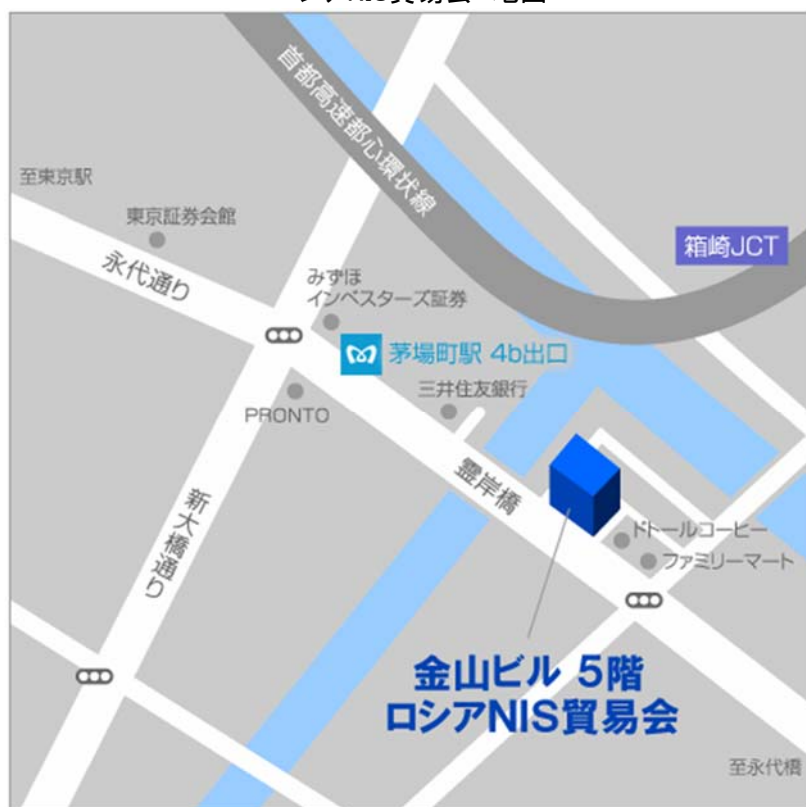 首都高速都心環状線
至東京駅
東京証券会館
箱崎JCT
永代通り
みずほ
インベスターズ証券
茅場町駅 4b出口
三井住友銀行
PRONTO
霊岸橋
新大橋通り
ドトールコーヒー
ファミリーマート
金山ビル 5階
ロシアNIS貿易会
至永代橋